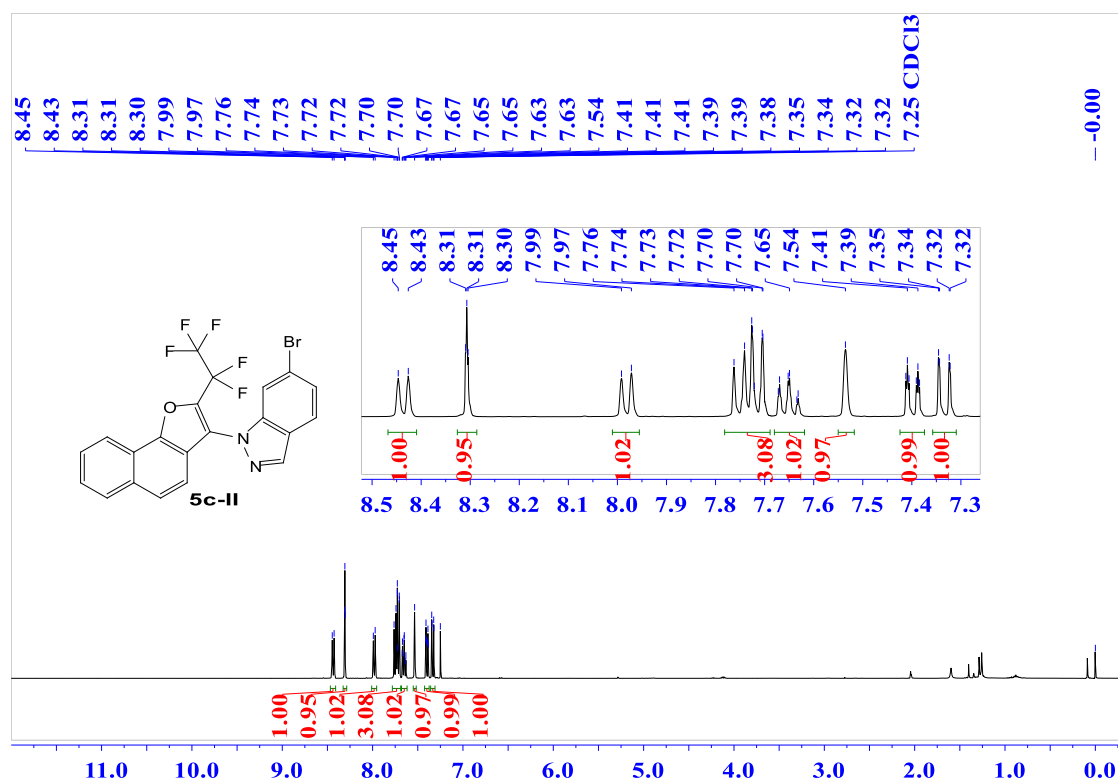 8.45 8.43 8.31 8.31 8.30 7.99 7.97 7.76 7.74 7.73 7.72 7.72 7.70 7.70 7.67 7.67 7.65 7.65 7.63 7.63 7.54 7.41 7.41 7.41 7.39 7.39 7.38 7.35 7.34 7.32 7.32 7.25 CDCl3
-0.00
8.45 8.43 8.31 8.31 8.30 7.99 7.97 7.76 7.74 7.73 7.72 7.70 7.70 7.65 7.54 7.41 7.39 7.35 7.34 7.32 7.32
F F
F F
F
Br
O
N
N
5c-II
1.00 0.95 1.02 3.08 1.02 0.97 0.99 1.00
8.5 8.4 8.3 8.2 8.1 8.0 7.9 7.8 7.7 7.6 7.5 7.4 7.3
1.00 0.95 1.02 3.08 1.02 0.97 0.99 1.00
11.0 10.0 9.0 8.0 7.0 6.0 5.0 4.0 3.0 2.0 1.0 0.0